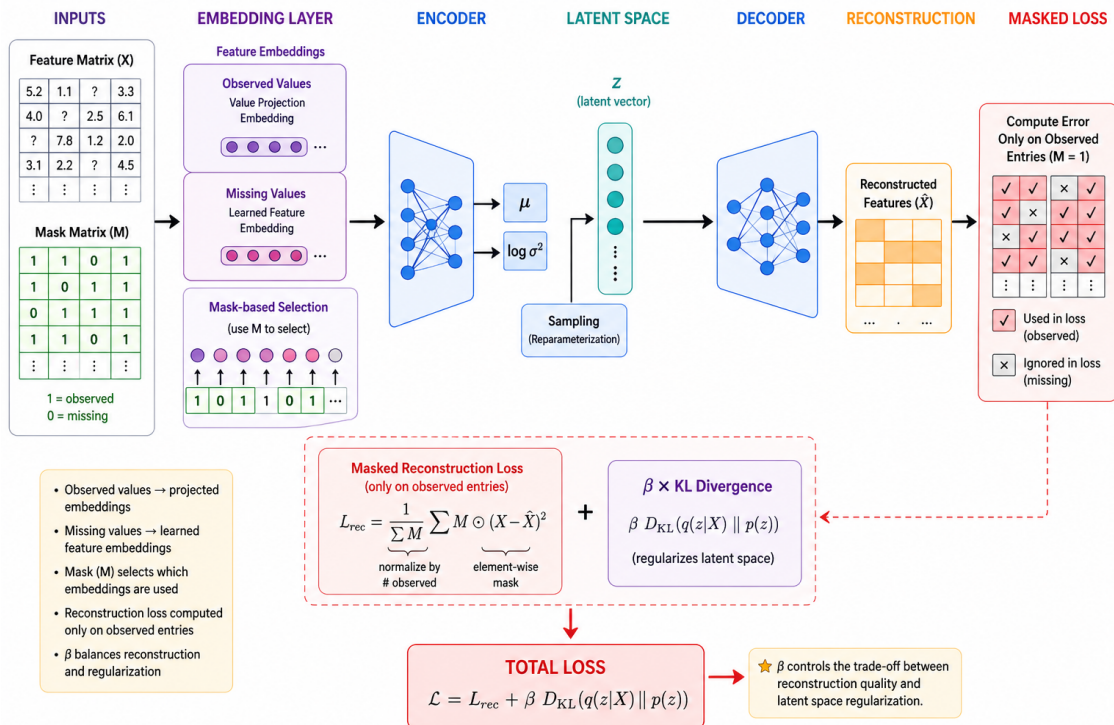 INPUTS
Feature Matrix (X)
5.2 1.1 ? 3.3
4.0 ? 2.5 6.1
? 7.8 1.2 2.0
3.1 2.2 ? 4.5
⋮ ⋮ ⋮ ⋮
Mask Matrix (M)
1 1 0 1
1 0 1 1
0 1 1 1
1 1 0 1
⋮ ⋮ ⋮ ⋮
1 = observed
0 = missing
EMBEDDING LAYER
Feature Embeddings
Observed Values
Value Projection
Embedding
...
Missing Values
Learned Feature
Embedding
...
Mask-based Selection
(use M to select)
1 0 1 1 0 1 ...
ENCODER
μ
log σ²
LATENT SPACE
Z
(latent vector)
Sampling
(Reparameterization)
DECODER
RECONSTRUCTION
Reconstructed
Features (X̂)
... . ...
MASKED LOSS
Compute Error
Only on Observed
Entries (M = 1)
✓ ✓ × ✓
✓ × ✓ ✓
× ✓ ✓ ✓
✓ ✓ × ✓
⋮ ⋮ ⋮ ⋮
✓ Used in loss
(observed)
× Ignored in loss
(missing)
• Observed values → projected
embeddings
• Missing values → learned
feature embeddings
• Mask (M) selects which
embeddings are used
• Reconstruction loss computed
only on observed entries
• β balances reconstruction
and regularization
Masked Reconstruction Loss
(only on observed entries)
L_rec = 1/∑ M ∑ M ⊙ (X−X̂)²
normalize by
# observed
element-wise
mask
+
β × KL Divergence
β D_KL(q(z|X) ∥ p(z))
(regularizes latent space)
TOTAL LOSS
ℒ = L_rec + β D_KL(q(z|X) ∥ p(z))
β controls the trade-off between
reconstruction quality and
latent space regularization.